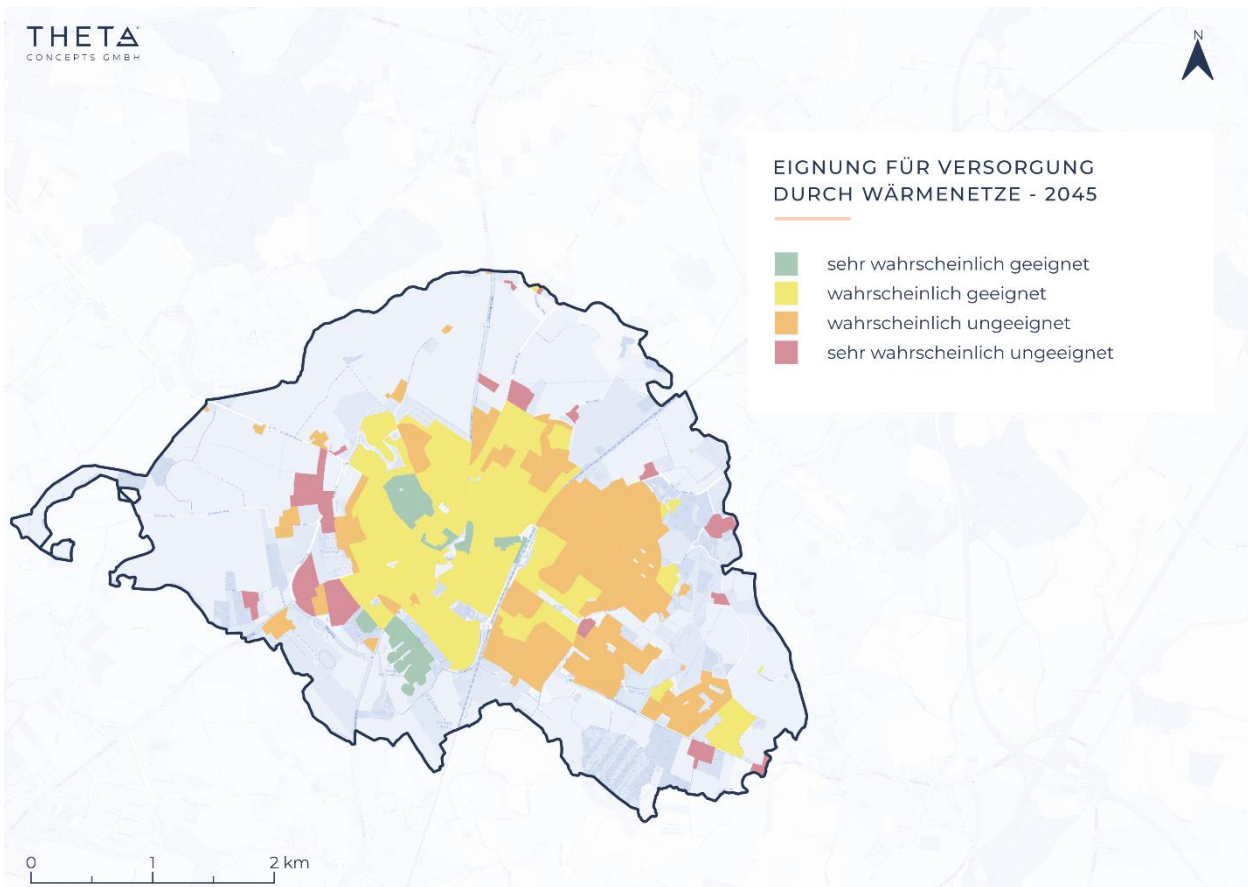 THETA
CONCEPTS GMBH
N
EIGNUNG FÜR VERSORGUNG
DURCH WÄRMENETZE - 2045
sehr wahrscheinlich geeignet
wahrscheinlich geeignet
wahrscheinlich ungeeignet
sehr wahrscheinlich ungeeignet
0 1 2 km